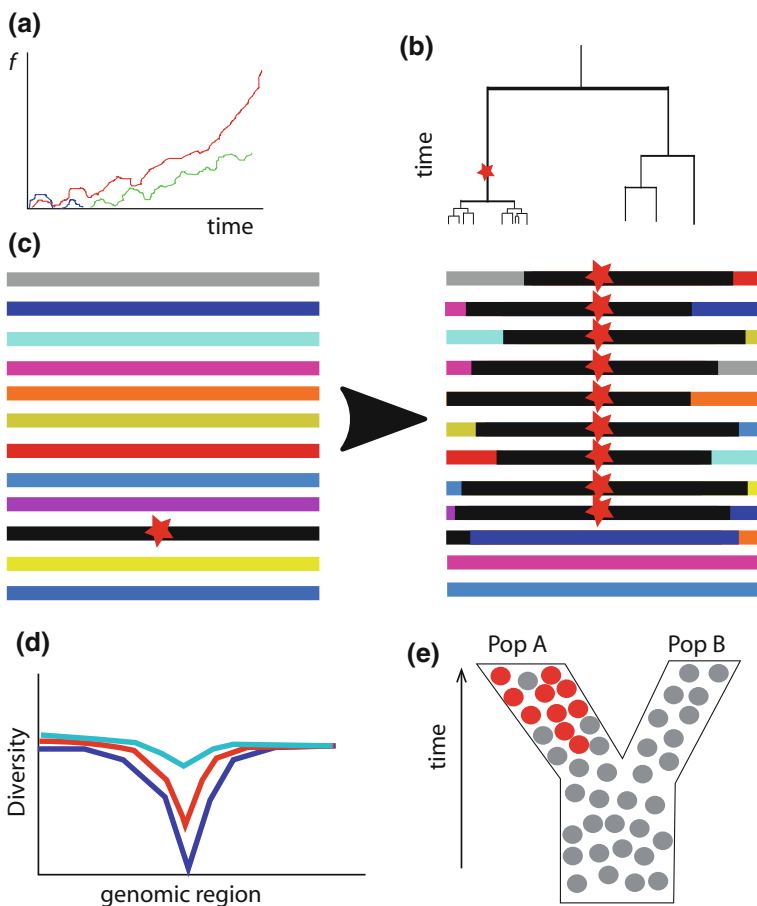 (a)
f
time
(b)
time
(c)
(d)
Diversity
genomic region
(e)
Pop A
Pop B
time